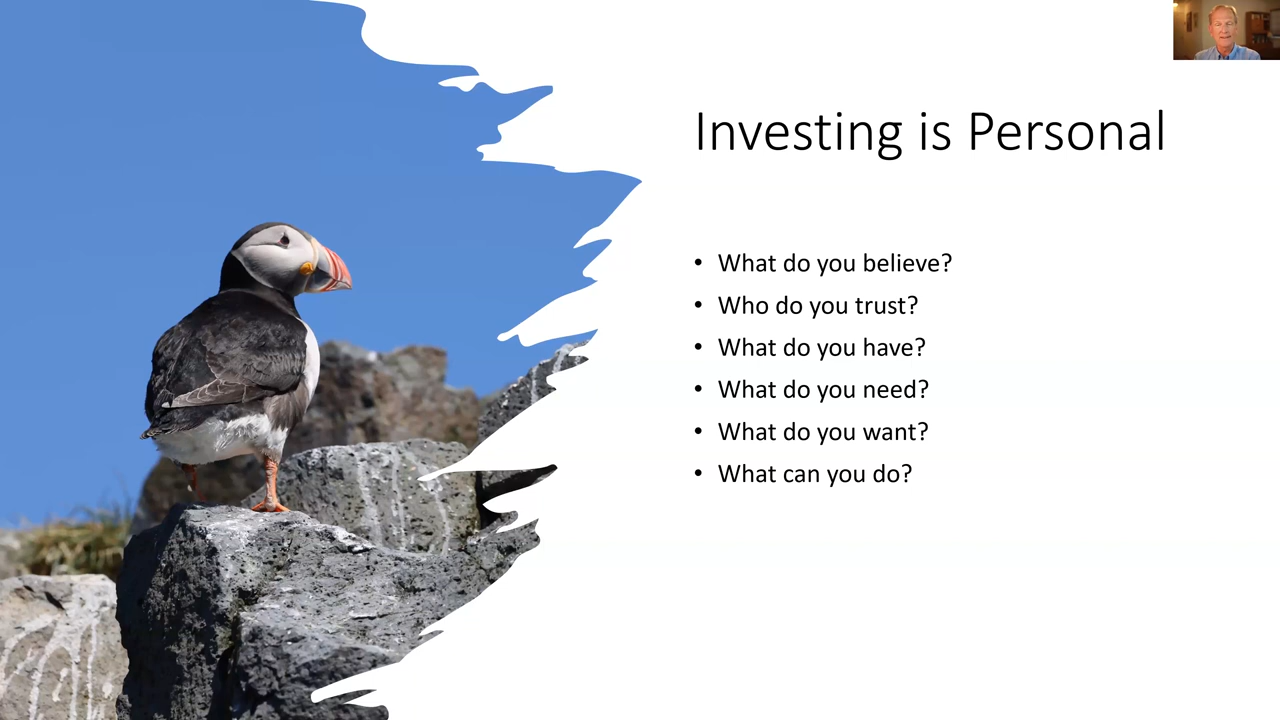 Investing is Personal
• What do you believe?
• Who do you trust?
• What do you have?
• What do you need?
• What do you want?
• What can you do?